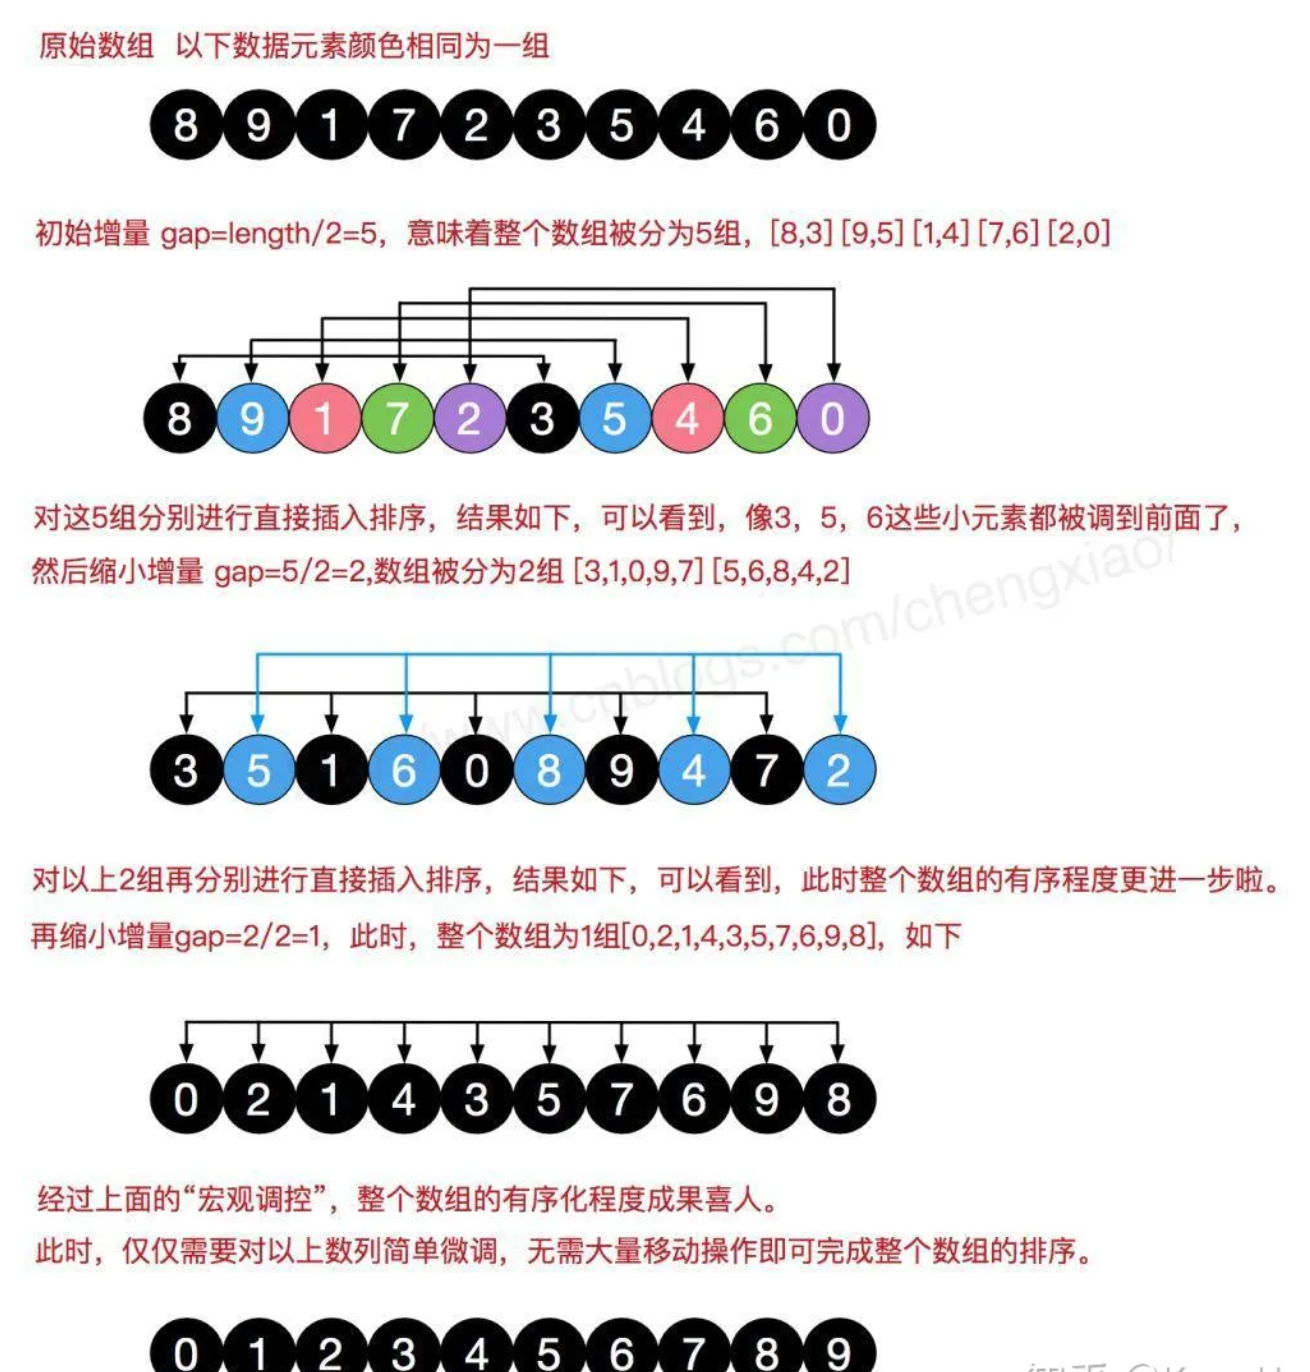 原始数组 以下数据元素颜色相同为一组
8 9 1 7 2 3 5 4 6 0
初始增量 gap=length/2=5，意味着整个数组被分为5组，[8,3] [9,5] [1,4] [7,6] [2,0]
8 9 1 7 2 3 5 4 6 0
对这5组分别进行直接插入排序，结果如下，可以看到，像3，5，6这些小元素都被调到前面了，
然后缩小增量 gap=5/2=2,数组被分为2组 [3,1,0,9,7] [5,6,8,4,2]
www.cnblogs.com/chengxiao/
3 5 1 6 0 8 9 4 7 2
对以上2组再分别进行直接插入排序，结果如下，可以看到，此时整个数组的有序程度更进一步啦。
再缩小增量gap=2/2=1，此时，整个数组为1组[0,2,1,4,3,5,7,6,9,8]，如下
0 2 1 4 3 5 7 6 9 8
经过上面的“宏观调控”，整个数组的有序化程度成果喜人。
此时，仅仅需要对以上数列简单微调，无需大量移动操作即可完成整个数组的排序。
0 1 2 3 4 5 6 7 8 9